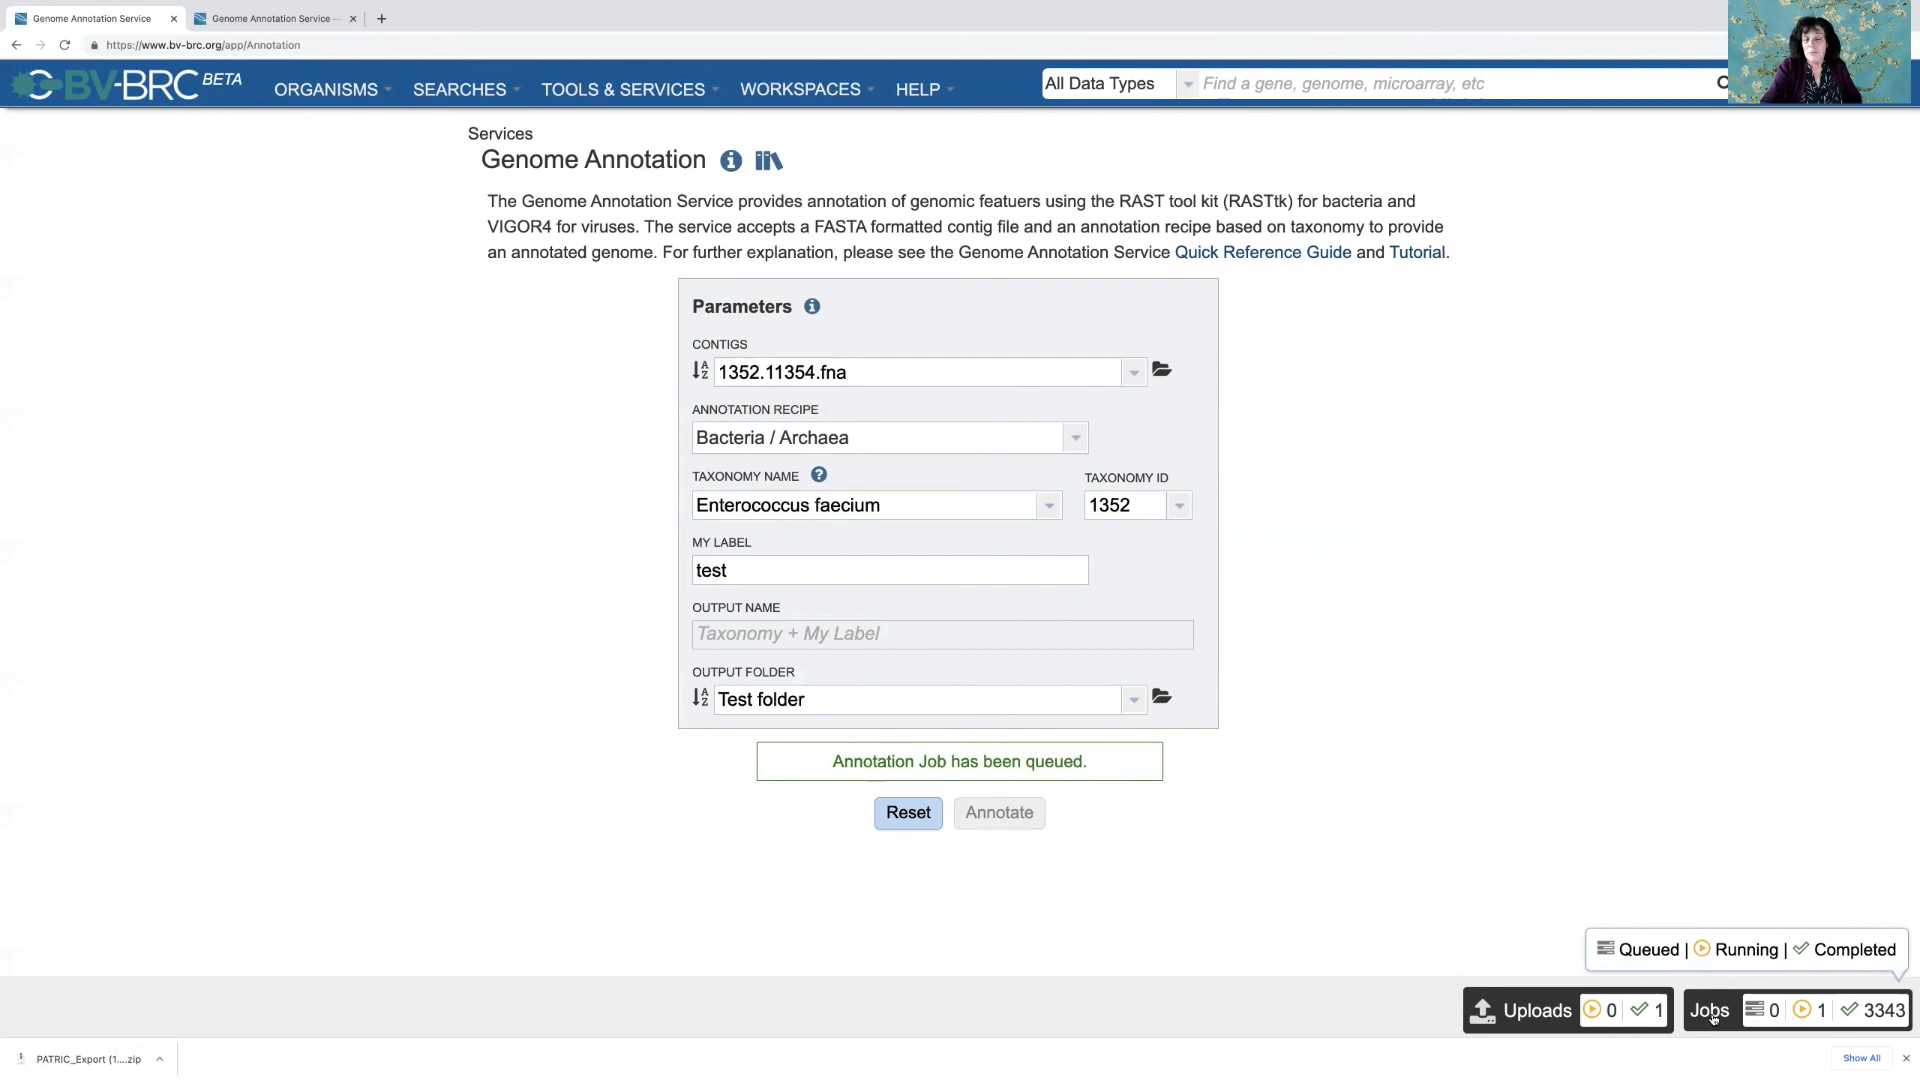 Genome Annotation Service
Genome Annotation Service —
https://www.bv-brc.org/app/Annotation
BV-BRC BETA
ORGANISMS
SEARCHES
TOOLS & SERVICES
WORKSPACES
HELP
All Data Types
Find a gene, genome, microarray, etc
Services
Genome Annotation
The Genome Annotation Service provides annotation of genomic featuers using the RAST tool kit (RASTtk) for bacteria and
VIGOR4 for viruses. The service accepts a FASTA formatted contig file and an annotation recipe based on taxonomy to provide
an annotated genome. For further explanation, please see the Genome Annotation Service Quick Reference Guide and Tutorial.
Parameters
CONTIGS
1352.11354.fna
ANNOTATION RECIPE
Bacteria / Archaea
TAXONOMY NAME
TAXONOMY ID
Enterococcus faecium
1352
MY LABEL
test
OUTPUT NAME
Taxonomy + My Label
OUTPUT FOLDER
Test folder
Annotation Job has been queued.
Reset
Annotate
Queued | Running | Completed
Uploads 0 1
Jobs 0 1 3343
PATRIC_Export (1....zip
Show All